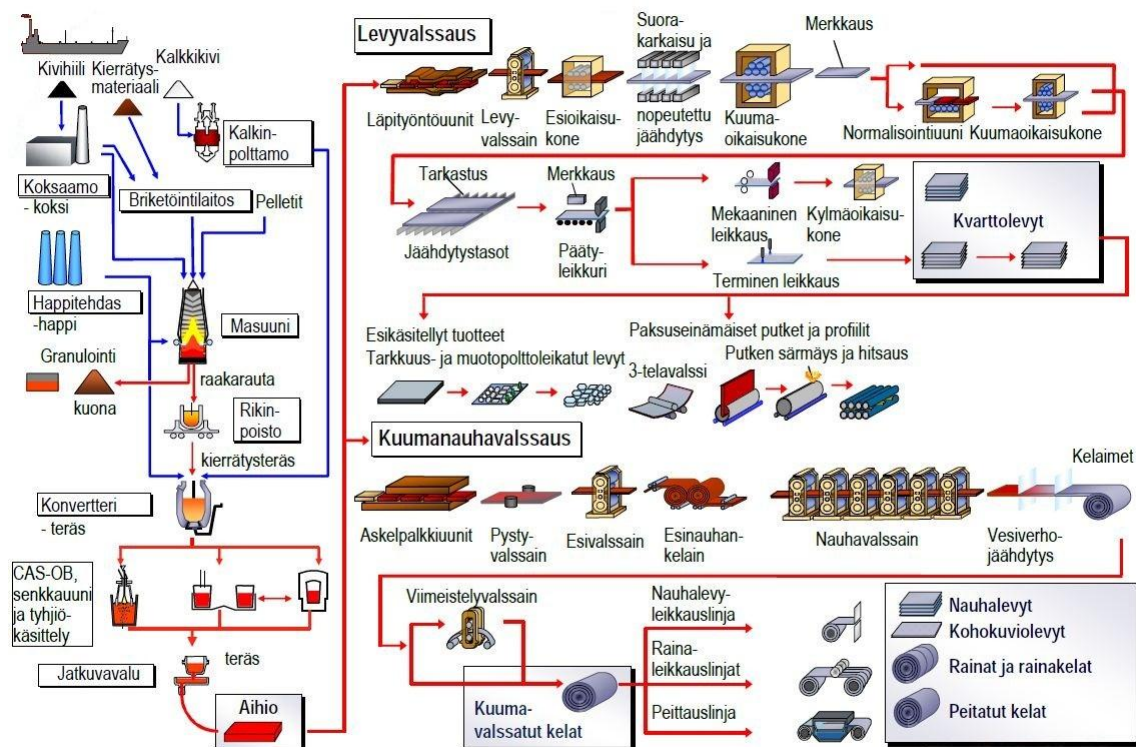 Kivihiili
Kierrätys-
materiaali
Kalkkikivi
Kalkin-
polttamo
Koksaamo
- koksi
Briketöintilaitos
Pelletit
Happitehdas
-happi
Masuuni
Granulointi
kuona
raakarauta
Rikin-
poisto
kierrätysteräs
Konvertteri
- teräs
CAS-OB,
senkkauuni
ja tyhjiö-
käsittely
Jatkuvavalu
teräs
Aihio
Levyvalssaus
Läpityöntöuunit
Levy-
valssain
Esioikaisu-
kone
Suora-
karkaisu ja
nopeutettu
jäähdytys
Kuuma-
oikaisukone
Merkkaus
Normalisointiuuni
Kuumaoikaisukone
Tarkastus
Jäähdytystasot
Merkkaus
Pääty-
leikkuri
Mekaaninen
leikkaus
Kylmäoikaisu-
kone
Terminen leikkaus
Kvarttolevyt
Esikäsitellyt tuotteet
Tarkkuus- ja muotopolttoleikatut levyt
Paksuseinämäiset putket ja profiilit
Putken särmäys ja hitsaus
3-telavalssi
Kuumanauhavalssaus
Askelpalkkiuunit
Pysty-
valssain
Esivalssain
Esinauhan-
kelain
Nauhavalssain
Vesiverho-
jäähdytys
Kelaimet
Viimeistelyvalssain
Kuuma-
valssatut kelat
Nauhalevy-
leikkauslinja
Raina-
leikkauslinjat
Peittauslinja
Nauhalevyt
Kohokuviolevyt
Rainat ja rainakelat
Peitatut kelat